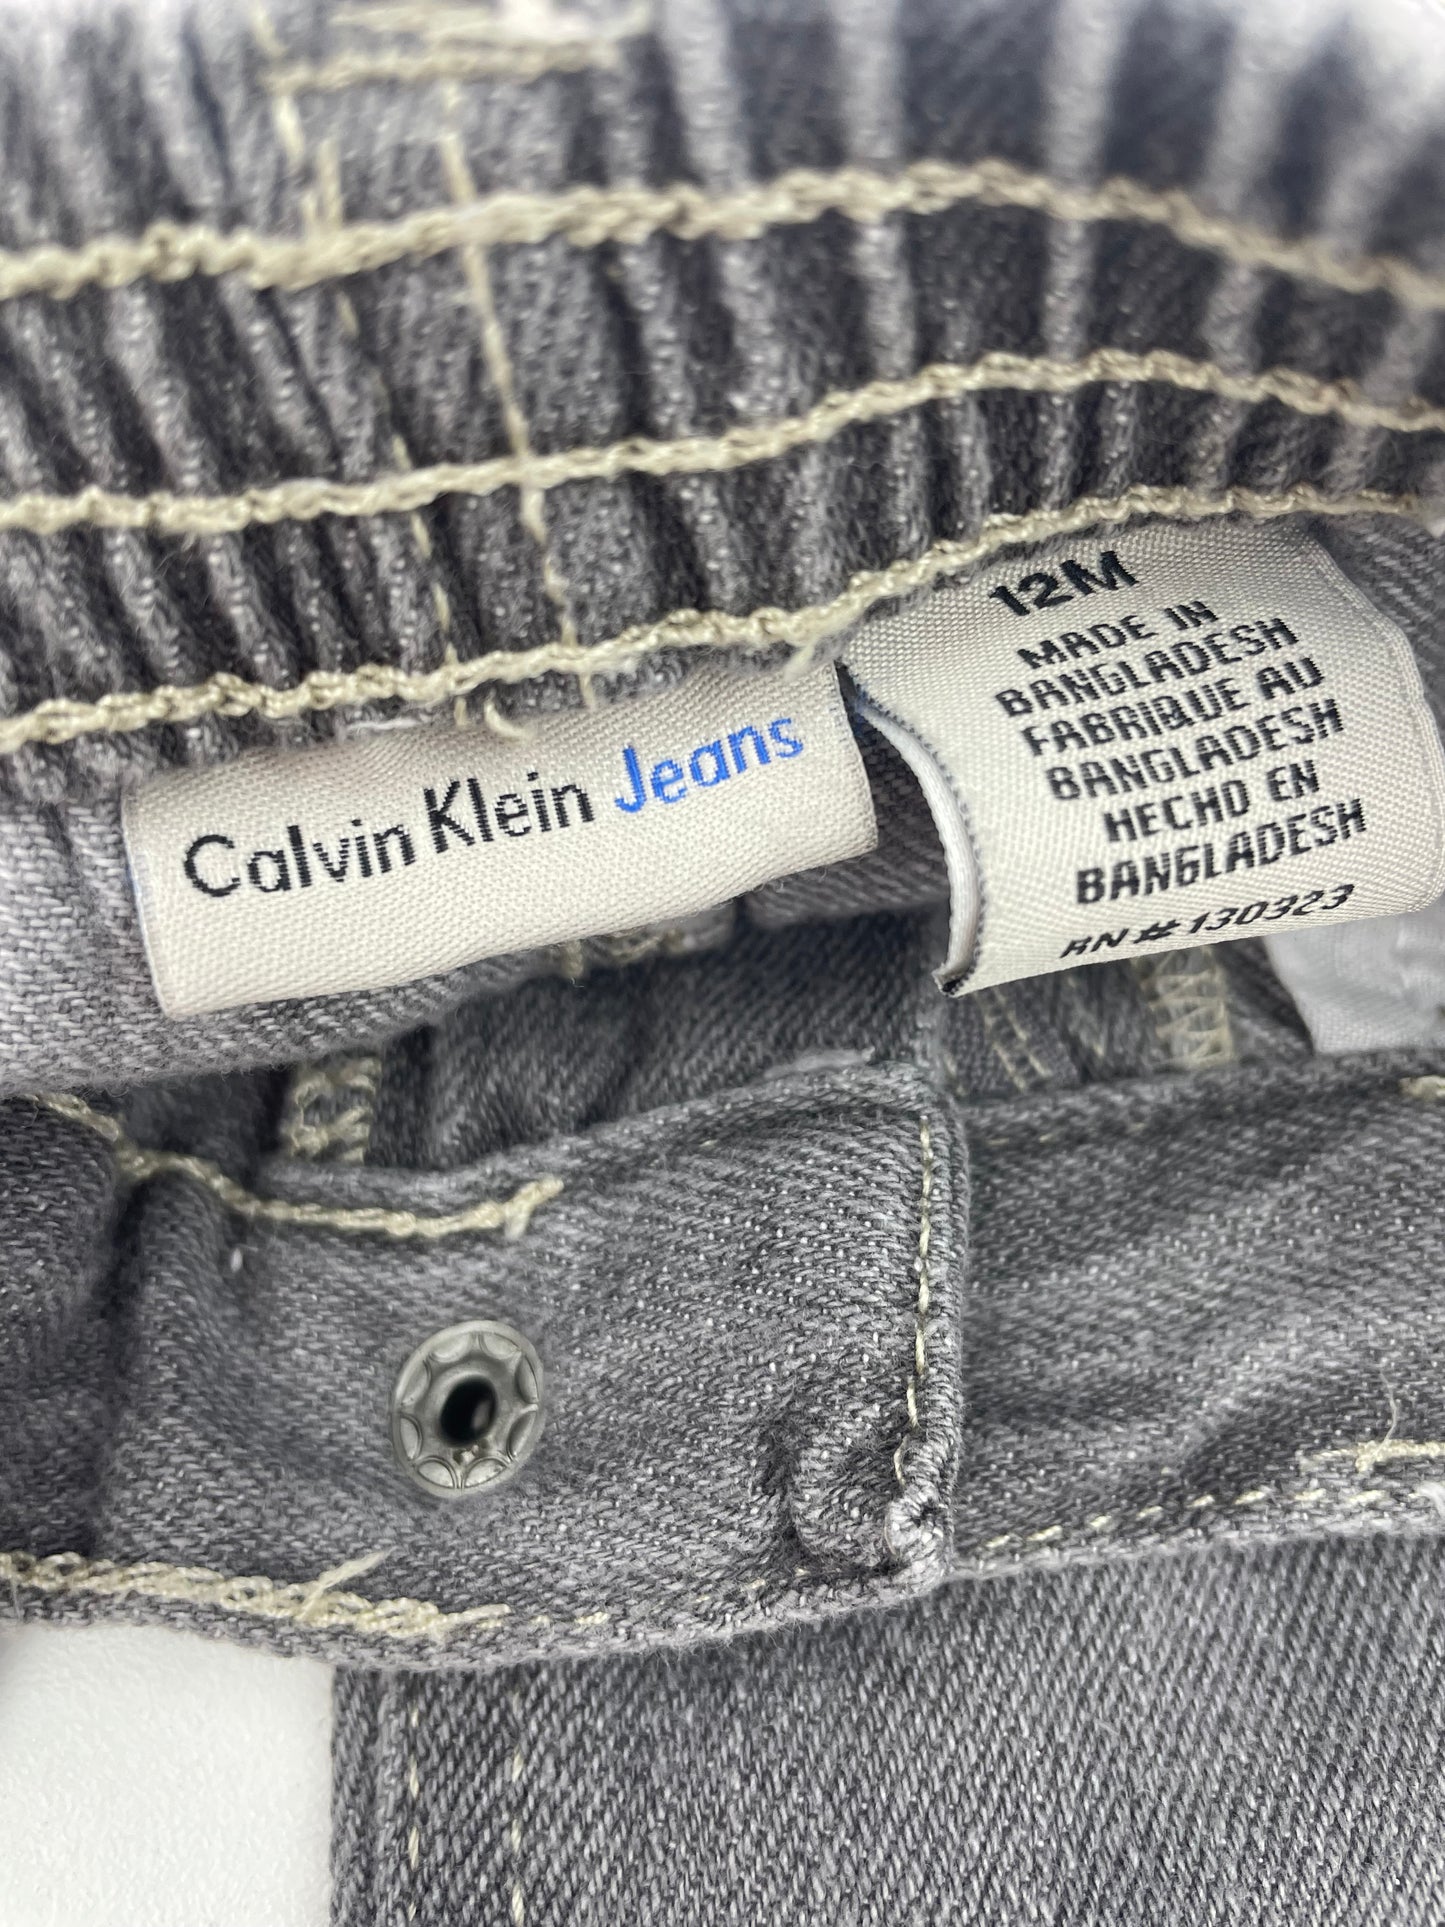 Calvin Klein Jeans
12M
MADE IN
BANGLADESH
FABRIQUE AU
BANGLADESH
HECHO EN
BANGLADESH
RN # 130323